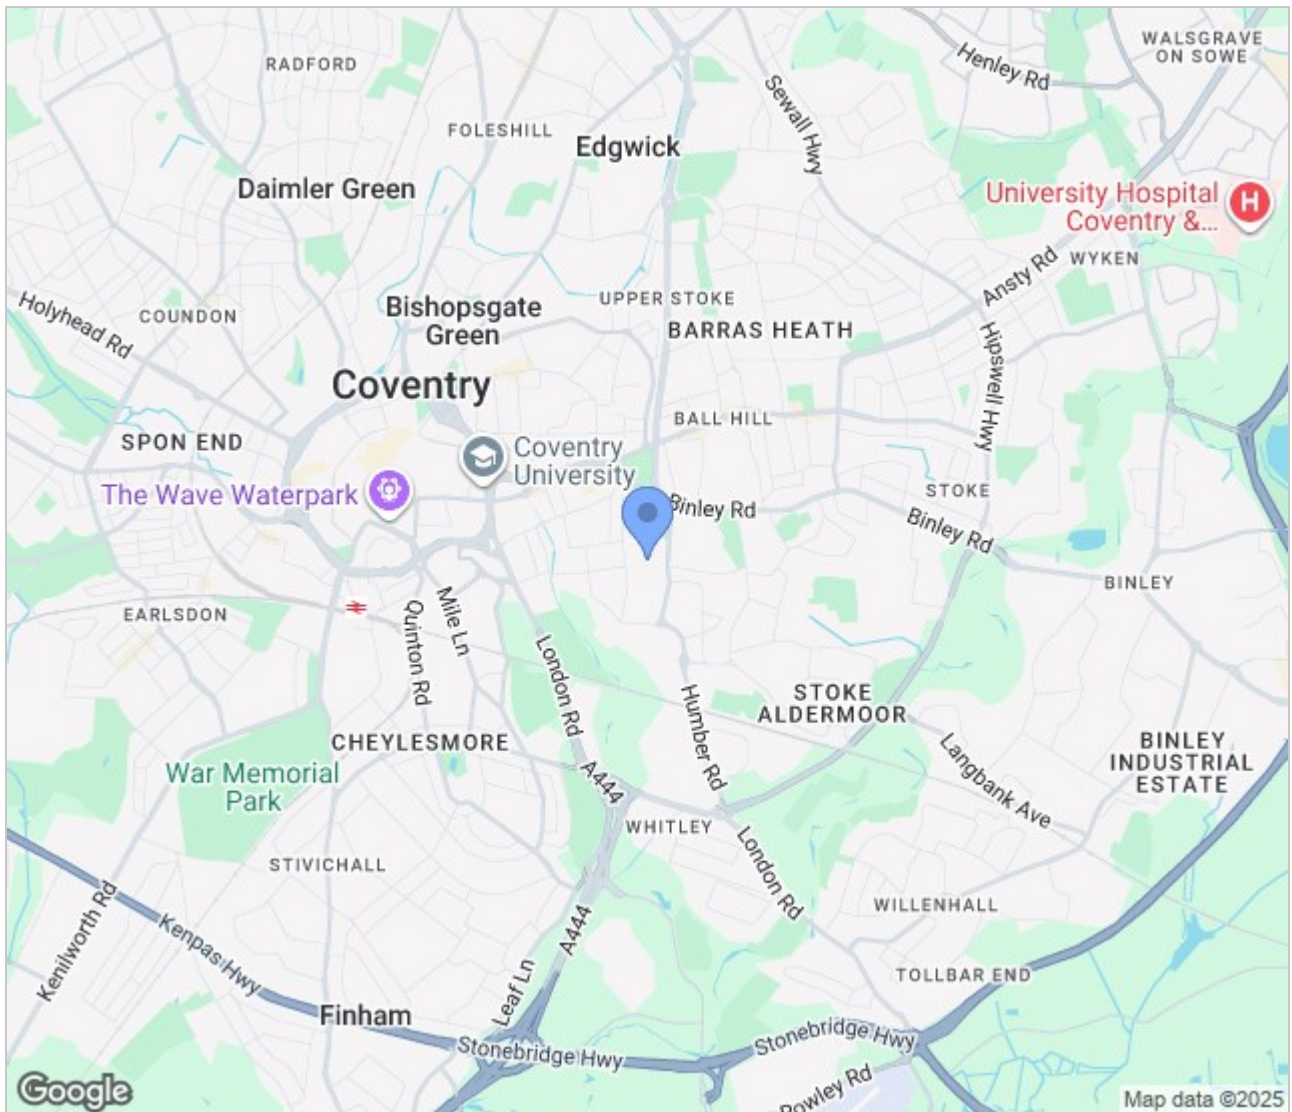 WALSGRAVE
ON SOWE
Henley Rd
RADFORD
Sewall Hwy
FOLESHILL
Edgwick
Daimler Green
University Hospital
Coventry &...
H
WYKEN
Ansty Rd
Holyhead Rd
COUNDON
Bishopsgate
Green
UPPER STOKE
BARRAS HEATH
Hipswell Hwy
Coventry
BALL HILL
SPON END
Coventry
University
The Wave Waterpark
STOKE
Binley Rd
Binley Rd
BINLEY
EARLSDON
Quinton Rd
Mile Ln
London Rd
Humber Rd
STOKE
ALDERMOOR
CHEYLESMORE
Langbank Ave
BINLEY
INDUSTRIAL
ESTATE
War Memorial
Park
A444
WHITLEY
London Rd
STIVICHALL
Kenilworth Rd
Kenpas Hwy
A444
WILLENHALL
TOLLBAR END
Leaf Ln
Finham
Stonebridge Hwy
Stonebridge Hwy
Rowley Rd
Google
Map data ©2025